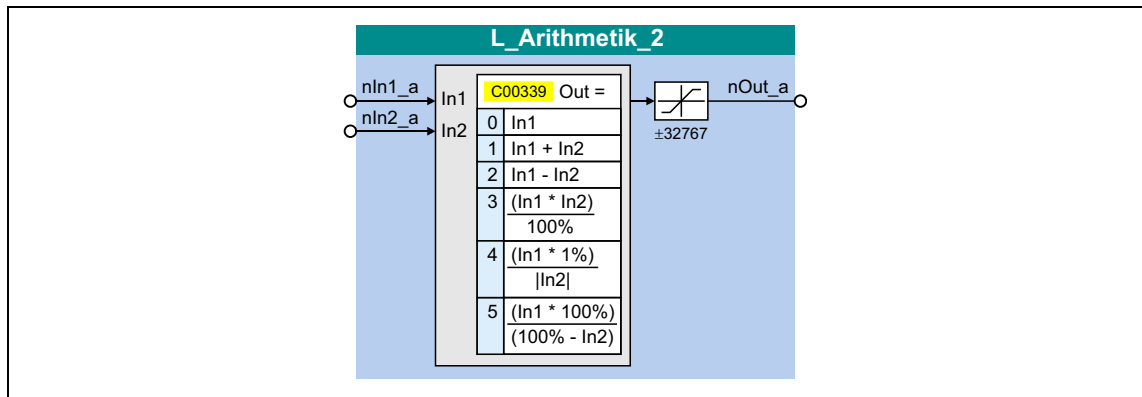 L_Arithmetik_2
nIn1_a
nIn2_a
In1
In2
C00339 Out =
0 In1
1 In1 + In2
2 In1 - In2
3 (In1 * In2)
100%
4 (In1 * 1%)
|In2|
5 (In1 * 100%)
(100% - In2)
±32767
nOut_a